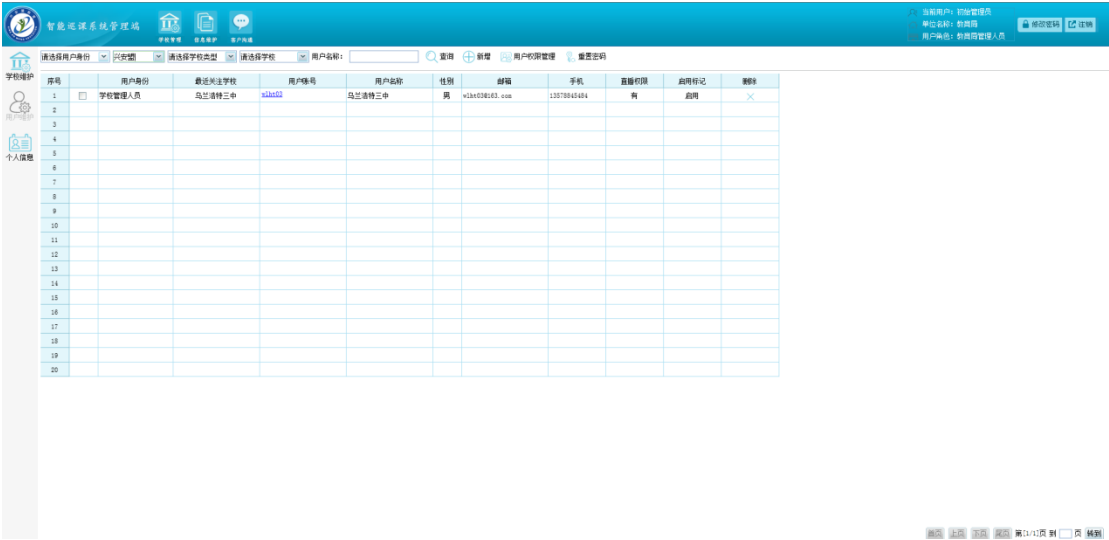 智能巡课系统管理端
学校管理 信息维护 客户沟通
当前用户：初始管理员
单位名称：教育局
用户角色：教育局管理人员
修改密码 注销
学校维护
用户维护
个人信息
请选择用户身份 兴安盟 请选择学校类型 请选择学校 用户名称： 查询 新增 用户权限管理 重置密码
序号 用户身份 最近关注学校 用户账号 用户名称 性别 邮箱 手机 直播权限 启用标记 删除
1 学校管理人员 乌兰浩特三中 wlht03 乌兰浩特三中 男 wlht03@163.com 13578845484 有 启用
2
3
4
5
6
7
8
9
10
11
12
13
14
15
16
17
18
19
20
首页 上页 下页 尾页 第[1/1]页 到 页 转到